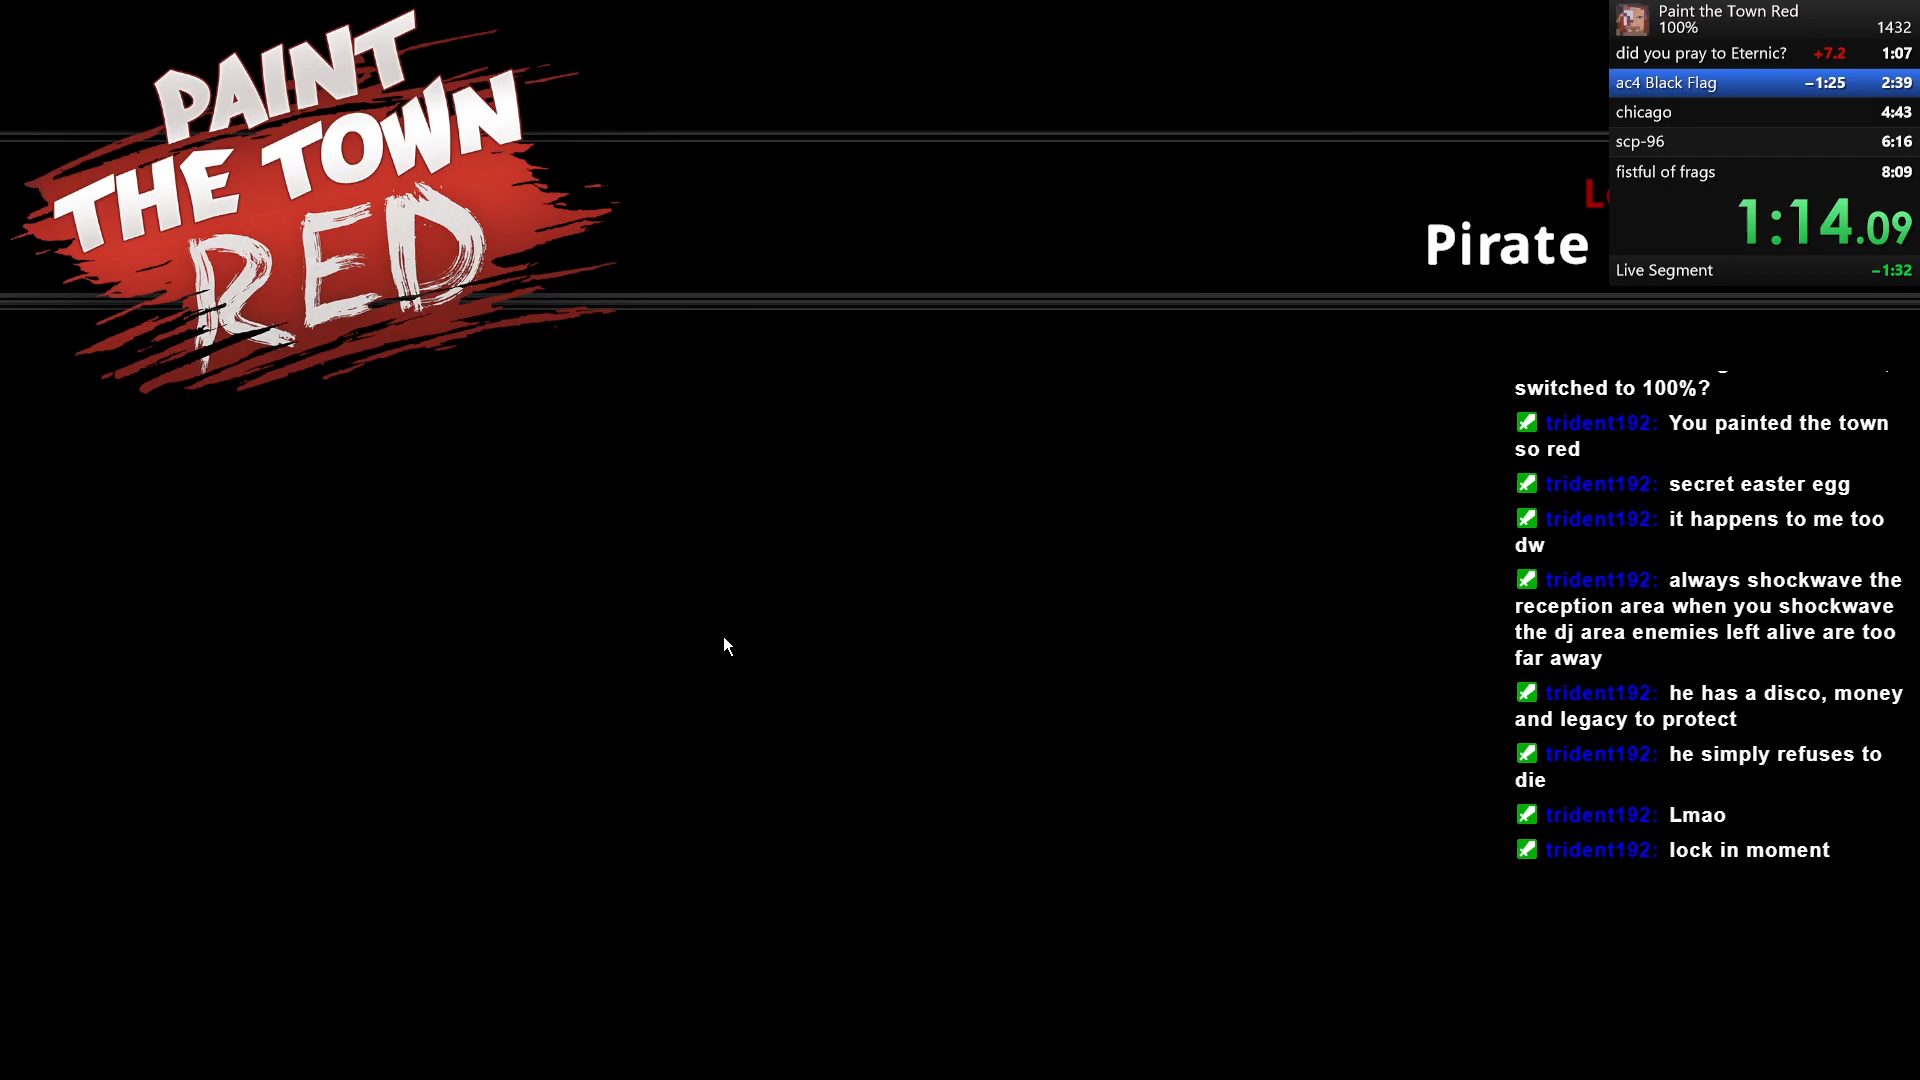 PAINT
THE TOWN
RED
Pirate
Paint the Town Red
100% 1432
did you pray to Eternic? +7.2 1:07
ac4 Black Flag −1:25 2:39
chicago 4:43
scp-96 6:16
fistful of frags 8:09
1:14.09
Live Segment −1:32
switched to 100%?
trident192: You painted the town
so red
trident192: secret easter egg
trident192: it happens to me too
dw
trident192: always shockwave the
reception area when you shockwave
the dj area enemies left alive are too
far away
trident192: he has a disco, money
and legacy to protect
trident192: he simply refuses to
die
trident192: Lmao
trident192: lock in moment